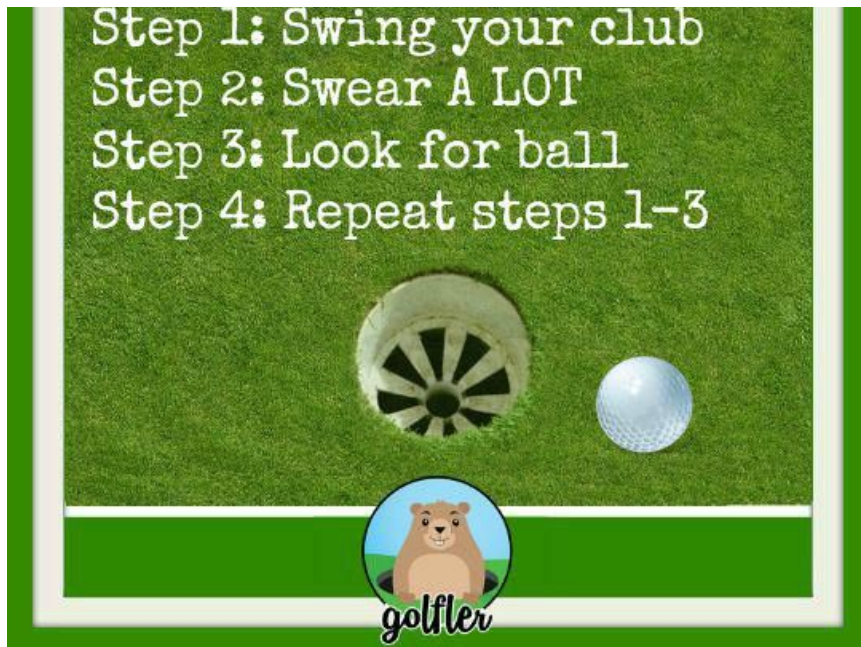 Step 1: Swing your club
Step 2: Swear A LOT
Step 3: Look for ball
Step 4: Repeat steps 1-3
golfler